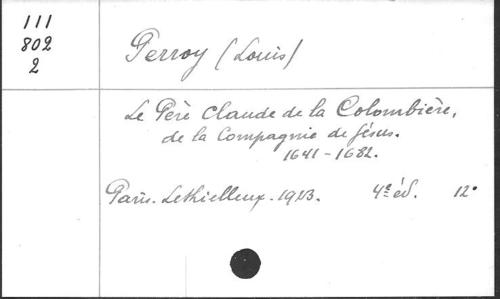 111
802
2
Perroy (Louis)
Le Père Claude de la Colombière,
de la Compagnie de Jésus.
1641-1682.
Paris. Lethielleux. 1923. 4e éd. 12°